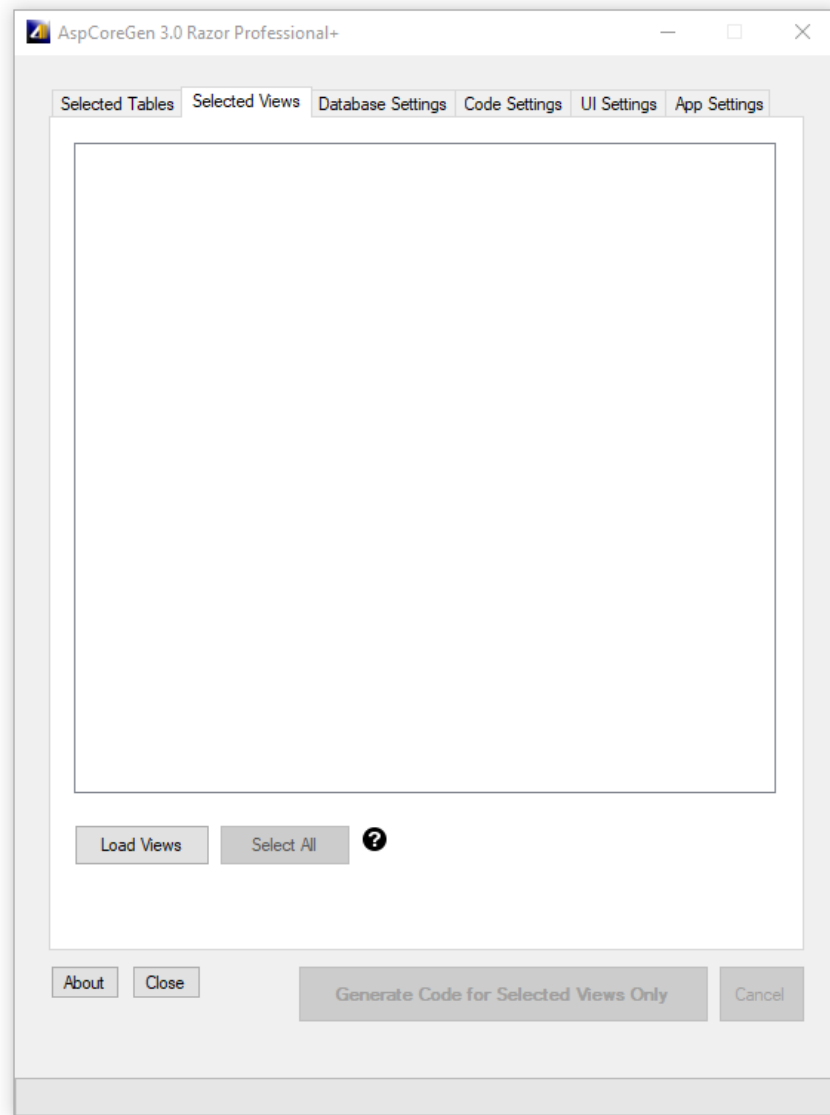 AspCoreGen 3.0 Razor Professional+
Selected Tables Selected Views Database Settings Code Settings UI Settings App Settings
Load Views Select All ?
About Close Generate Code for Selected Views Only Cancel